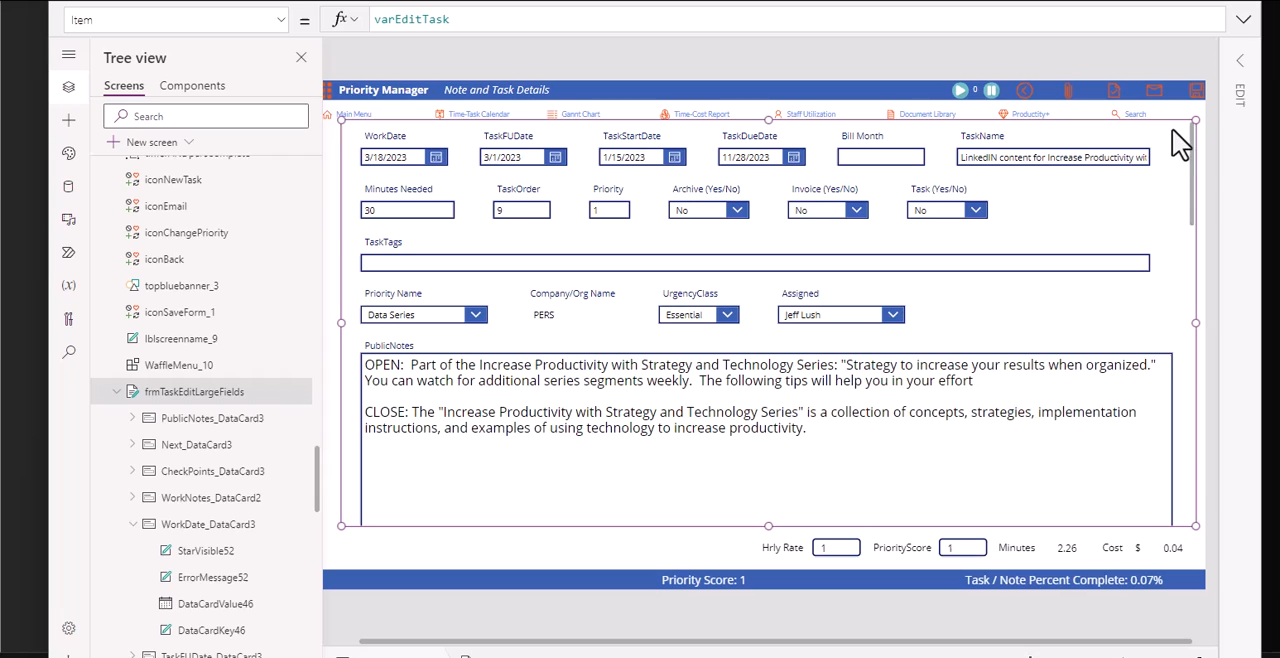 Item
=
fx
varEditTask
Tree view
Screens
Components
Search
New screen
iconNewTask
iconEmail
iconChangePriority
iconBack
topbluebanner_3
iconSaveForm_1
lblscreenname_9
WaffleMenu_10
frmTaskEditLargeFields
PublicNotes_DataCard3
Next_DataCard3
CheckPoints_DataCard3
WorkNotes_DataCard2
WorkDate_DataCard3
StarVisible52
ErrorMessage52
DataCardValue46
DataCardKey46
TaskFUDate_DataCard3
EDIT
Priority Manager Note and Task Details 0
Main Menu Time-Task Calendar Gannt Chart Time-Cost Report Staff Utilization Document Library Productivity+ Search
WorkDate TaskFUDate TaskStartDate TaskDueDate Bill Month TaskName
3/18/2023 3/1/2023 1/15/2023 11/28/2023 LinkedIN content for Increase Productivity wit
Minutes Needed TaskOrder Priority Archive (Yes/No) Invoice (Yes/No) Task (Yes/No)
30 9 1 No No No
TaskTags
Priority Name Company/Org Name UrgencyClass Assigned
Data Series PERS Essential Jeff Lush
PublicNotes
OPEN: Part of the Increase Productivity with Strategy and Technology Series: "Strategy to increase your results when organized."
You can watch for additional series segments weekly. The following tips will help you in your effort
CLOSE: The "Increase Productivity with Strategy and Technology Series" is a collection of concepts, strategies, implementation
instructions, and examples of using technology to increase productivity.
Hrly Rate 1 PriorityScore 1 Minutes 2.26 Cost $ 0.04
Priority Score: 1 Task / Note Percent Complete: 0.07%